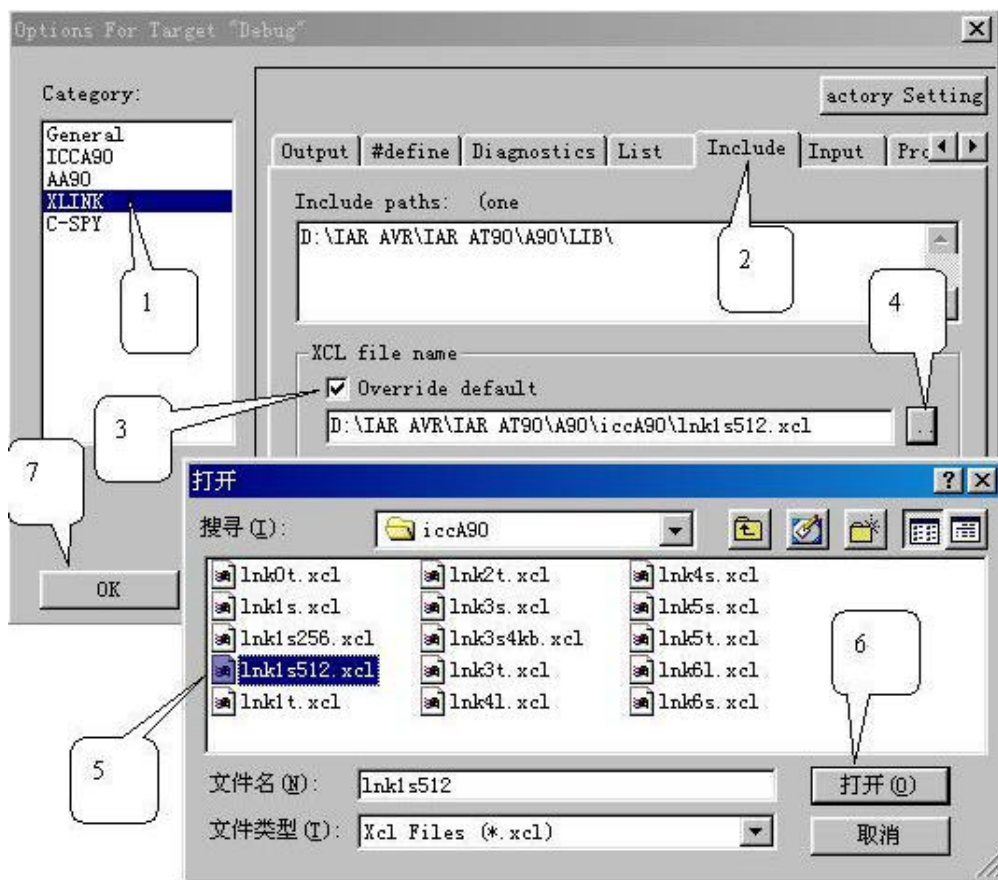 Options For Target "Debug"
Category:
actory Setting
General
ICCA90
AA90
XLINK
C-SPY
Output #define Diagnostics List Include Input Prc
Include paths: (one
D:\IAR AVR\IAR AT90\A90\LIB\
2
1
4
XCL file name
Override default
D:\IAR AVR\IAR AT90\A90\iccA90\lnk1s512.xcl
..
3
7
打开
搜寻(I):
iccA90
lnk0t.xcl
lnk1s.xcl
lnk1s256.xcl
lnk1s512.xcl
lnk1t.xcl
lnk2t.xcl
lnk3s.xcl
lnk3s4kb.xcl
lnk3t.xcl
lnk4l.xcl
lnk4s.xcl
lnk5s.xcl
lnk5t.xcl
lnk6l.xcl
lnk6s.xcl
OK
6
5
文件名(N):
lnk1s512
打开(O)
文件类型(T):
Xcl Files (*.xcl)
取消